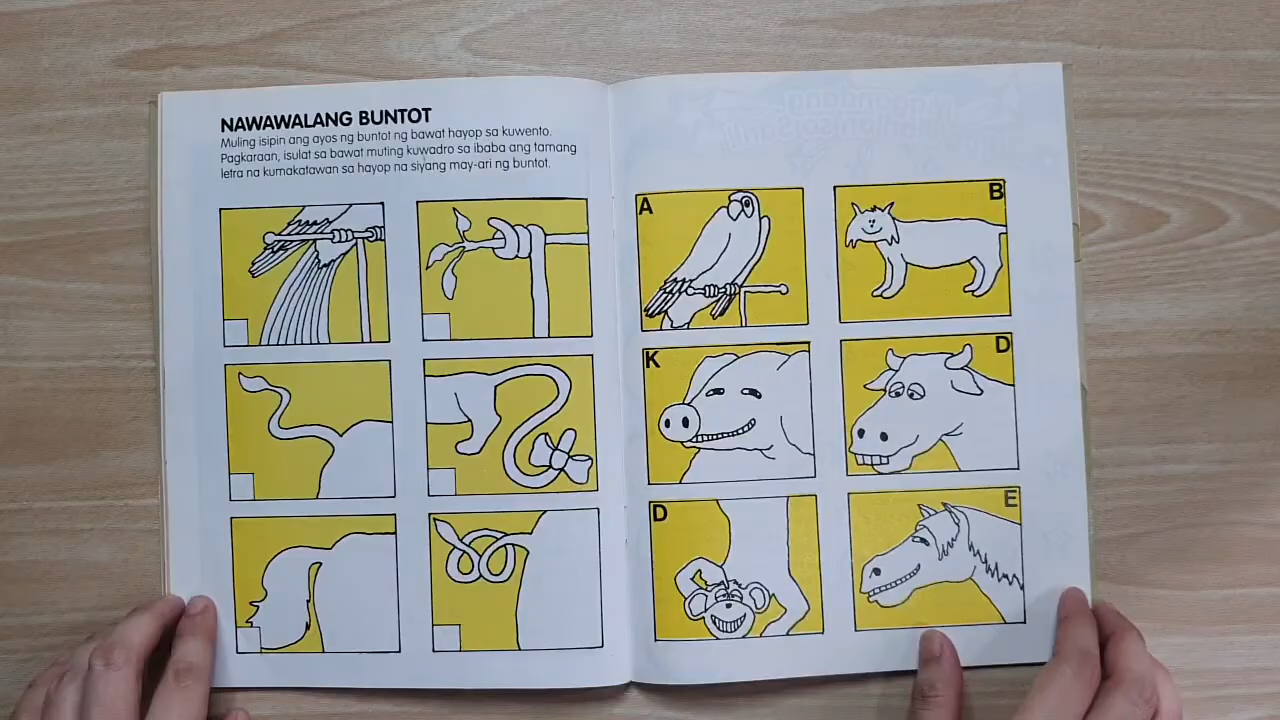 NAWAWALANG BUNTOT
Muling isipin ang ayos ng buntot ng bawat hayop sa kuwento.
Pagkaraan, isulat sa bawat muting kuwadro sa ibaba ang tamang
letra na kumakatawan sa hayop na siyang may-ari ng buntot.
A
B
K
D
D
E